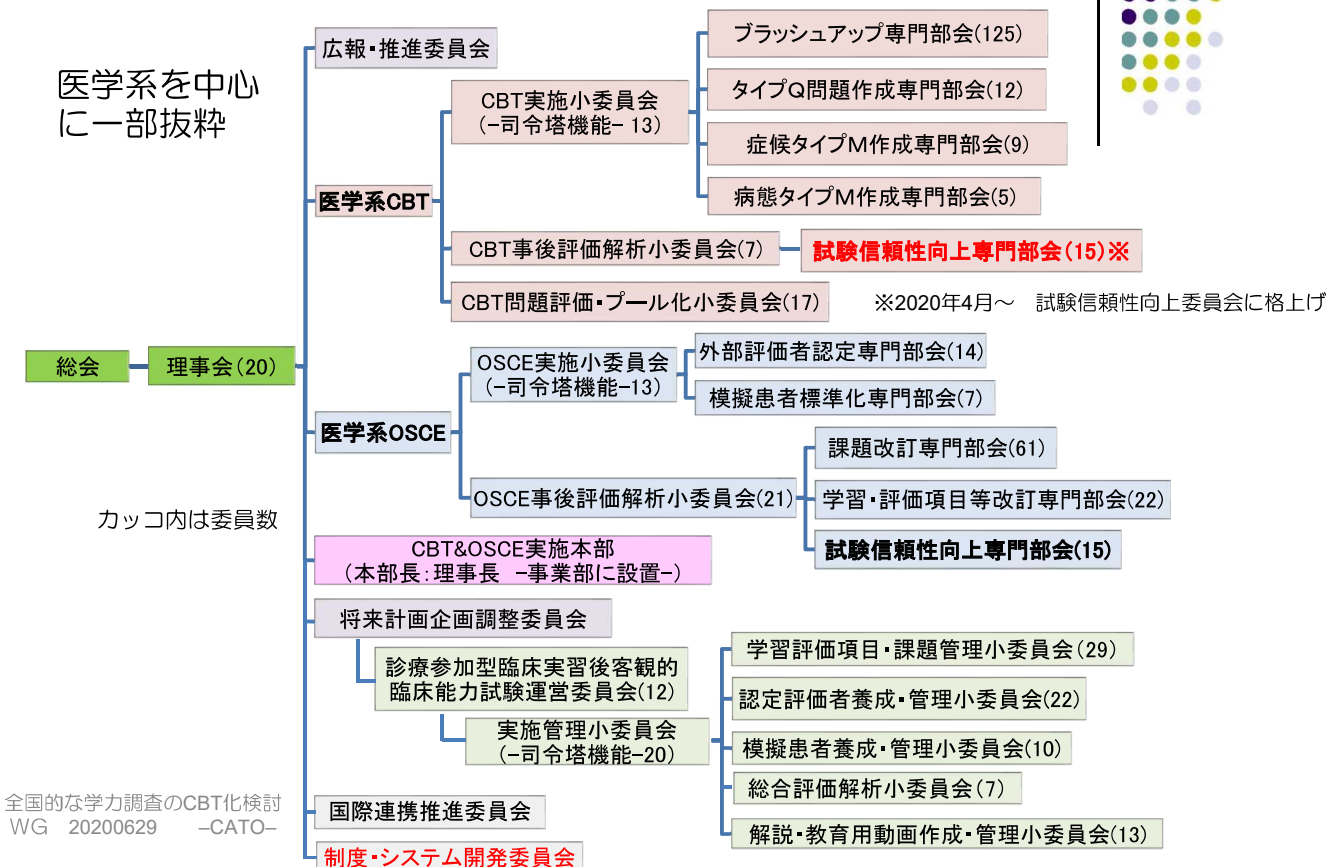 医学系を中心
に一部抜粋
広報・推進委員会
CBT実施小委員会
(-司令塔機能- 13)
ブラッシュアップ専門部会(125)
タイプQ問題作成専門部会(12)
症候タイプM作成専門部会(9)
病態タイプM作成専門部会(5)
医学系CBT
CBT事後評価解析小委員会(7)
試験信頼性向上専門部会(15)※
CBT問題評価・プール化小委員会(17)
※2020年4月～　試験信頼性向上委員会に格上げ
総会
理事会(20)
OSCE実施小委員会
(-司令塔機能-13)
外部評価者認定専門部会(14)
模擬患者標準化専門部会(7)
医学系OSCE
OSCE事後評価解析小委員会(21)
課題改訂専門部会(61)
学習・評価項目等改訂専門部会(22)
試験信頼性向上専門部会(15)
カッコ内は委員数
CBT&OSCE実施本部
(本部長:理事長　-事業部に設置-)
将来計画企画調整委員会
診療参加型臨床実習後客観的
臨床能力試験運営委員会(12)
実施管理小委員会
(-司令塔機能-20)
学習評価項目・課題管理小委員会(29)
認定評価者養成・管理小委員会(22)
模擬患者養成・管理小委員会(10)
総合評価解析小委員会(7)
解説・教育用動画作成・管理小委員会(13)
国際連携推進委員会
制度・システム開発委員会
全国的な学力調査のCBT化検討
WG　20200629　–CATO–